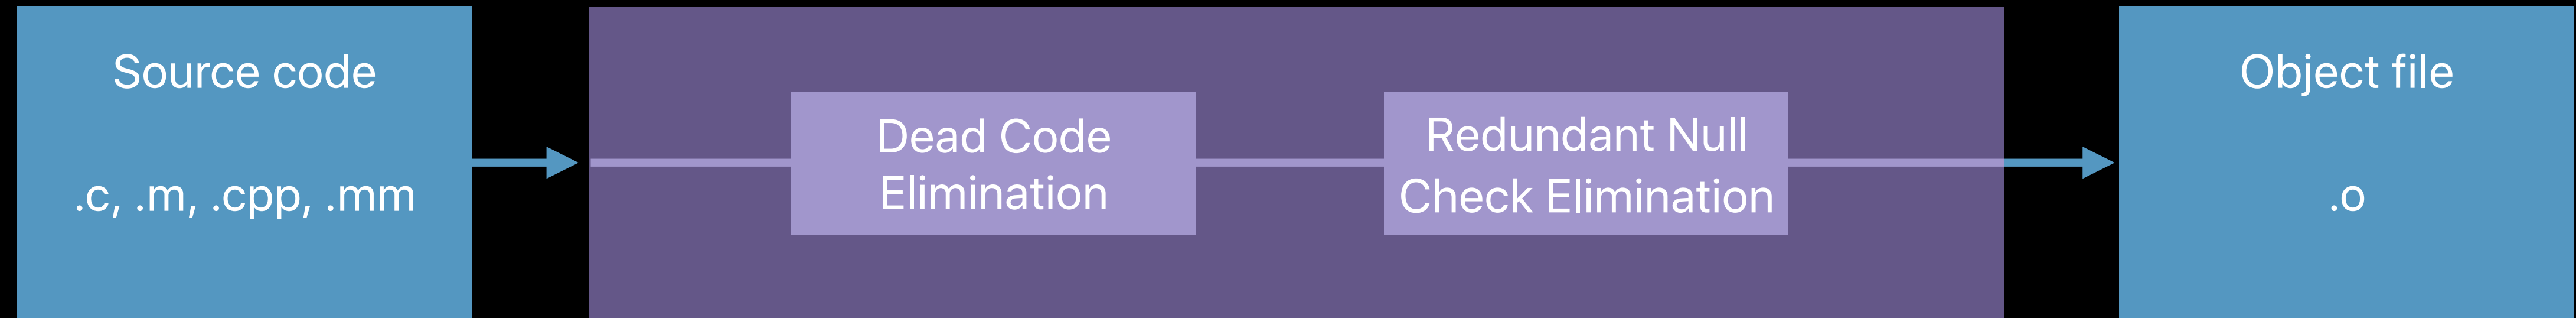 Source code
.c, .m, .cpp, .mm
Dead Code
Elimination
Redundant Null
Check Elimination
Object file
.o